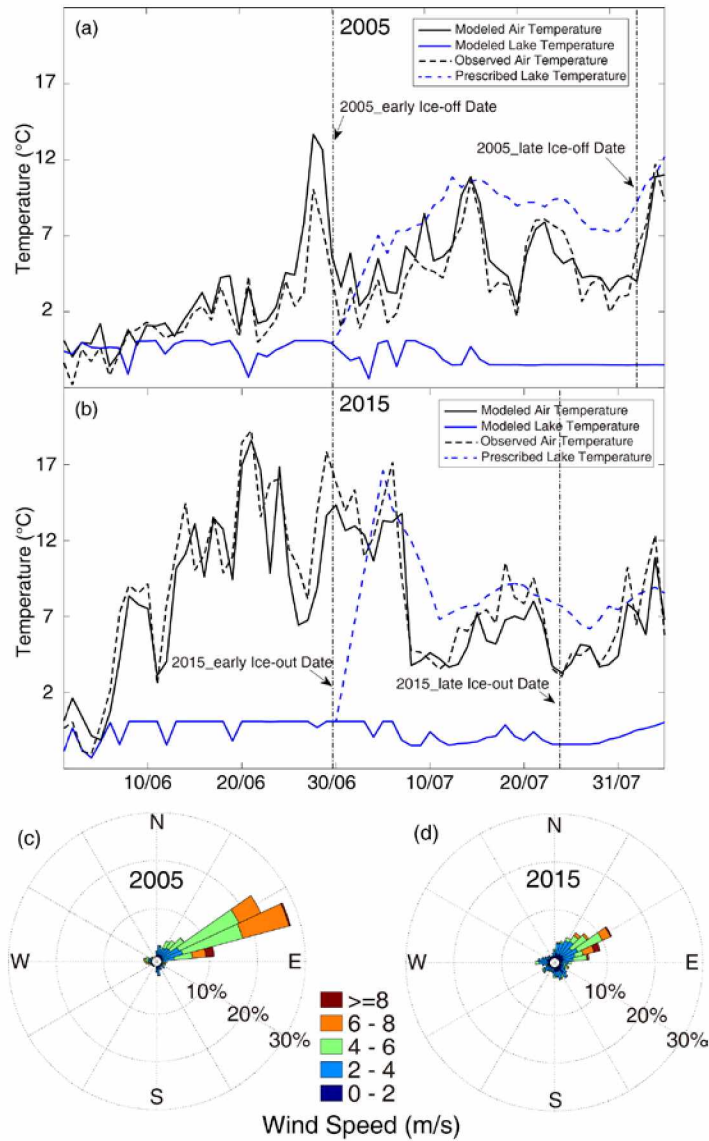 (a)
2005
Modeled Air Temperature
Modeled Lake Temperature
Observed Air Temperature
Prescribed Lake Temperature
17
12
7
2
Temperature (°C)
2005_early Ice-off Date
2005_late Ice-off Date
(b)
2015
Modeled Air Temperature
Modeled Lake Temperature
Observed Air Temperature
Prescribed Lake Temperature
17
12
7
2
Temperature (°C)
2015_early Ice-out Date
2015_late Ice-out Date
10/06 20/06 30/06 10/07 20/07 31/07
(c)
N
2005
W
E
S
10%
20%
30%
(d)
N
2015
W
E
S
10%
20%
30%
>=8
6 - 8
4 - 6
2 - 4
0 - 2
Wind Speed (m/s)